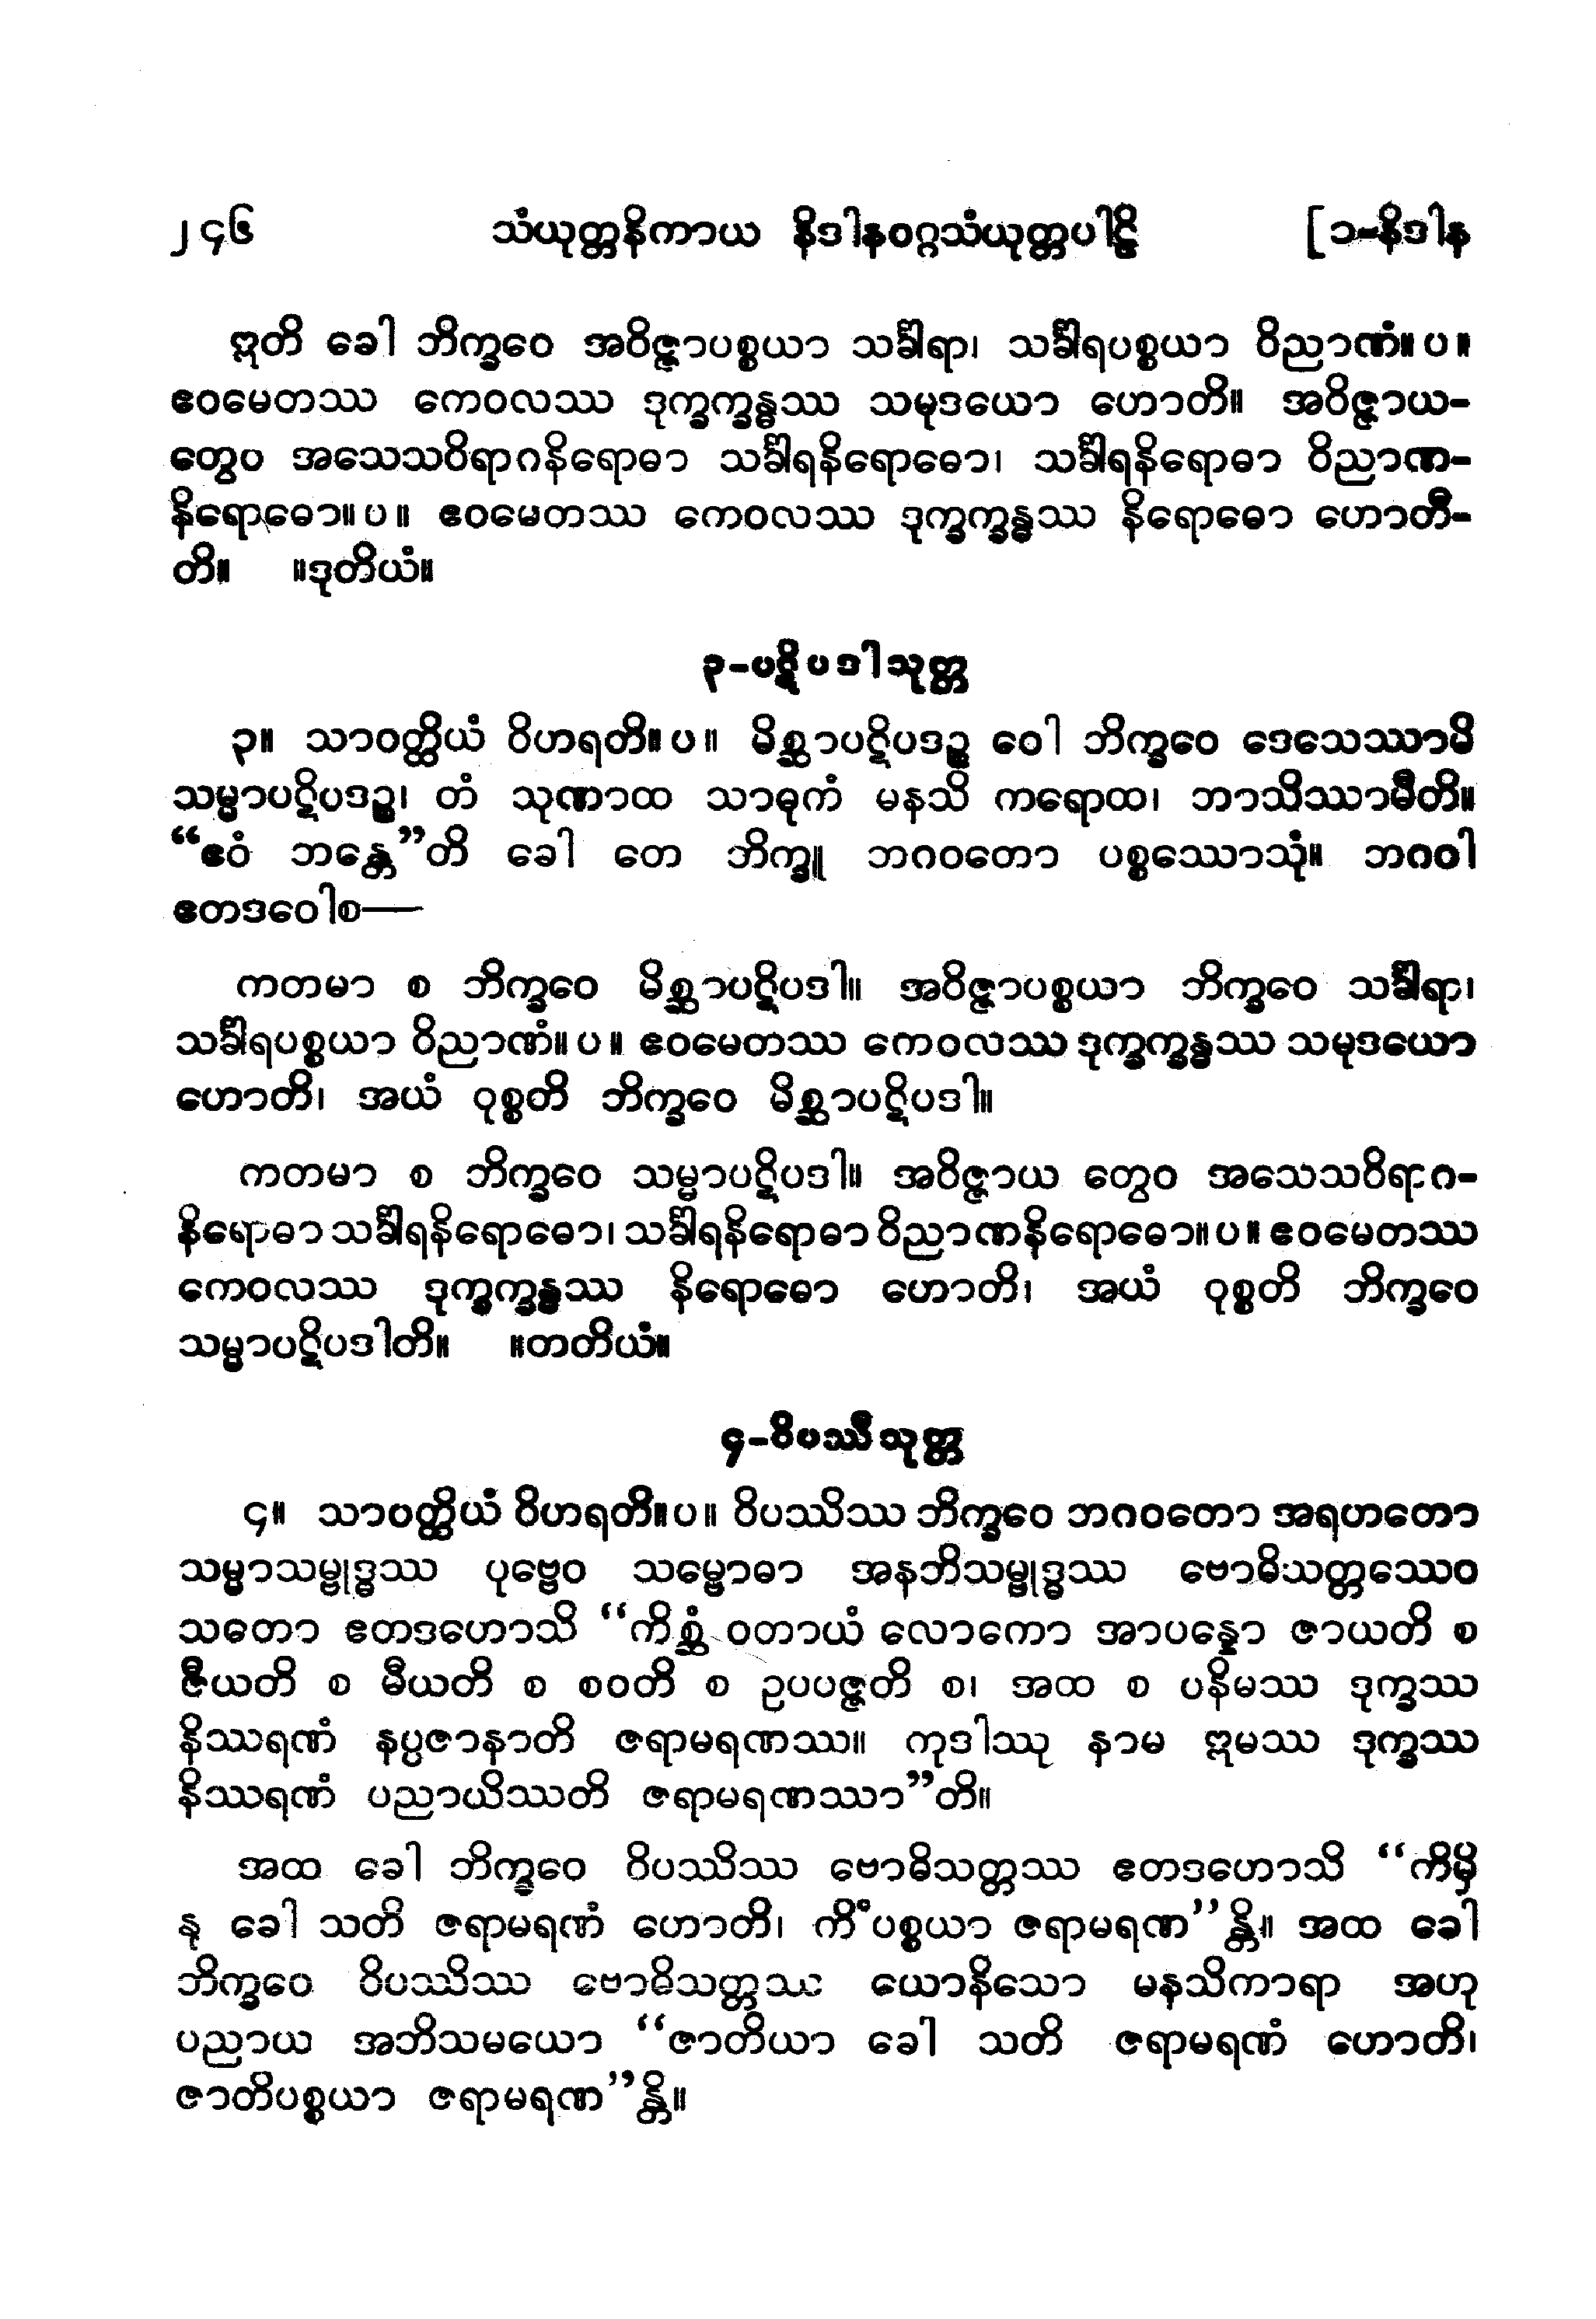 ၂၄၆ သံယုတ္တနိကာယ နိဒါနဝဂ္ဂသံယုတ္တပါဠိ [၁-နိဒါန
ဣတိ ခေါ ဘိက္ခဝေ အဝိဇ္ဇာပစ္စယာ သင်္ခါရာ၊ သင်္ခါရပစ္စယာ ဝိညာဏံ။ ပ။
ဧဝမေတဿ ကေဝလဿ ဒုက္ခက္ခန္ဓဿ သမုဒယော ဟောတိ။ အဝိဇ္ဇာယ-
တွေဝ အသေသဝိရာဂနိရောဓာ သင်္ခါရနိရောဓော၊ သင်္ခါရနိရောဓာ ဝိညာဏ-
နိရောဓော။ ပ။ ဧဝမေတဿ ကေဝလဿ ဒုက္ခက္ခန္ဓဿ နိရောဓော ဟောတီ-
တိ။ ။ဒုတိယံ။
၃-ပဋိပဒါသုတ္တ
၃။ သာဝတ္ထိယံ ဝိဟရတိ။ ပ။ မိစ္ဆာပဋိပဒဉ္စ ဝေါ ဘိက္ခဝေ ဒေသေဿာမိ
သမ္မာပဋိပဒဉ္စ၊ တံ သုဏာထ သာဓုကံ မနသိ ကရောထ၊ ဘာသိဿာမီတိ။
“ဧဝံ ဘန္တေ”တိ ခေါ တေ ဘိက္ခူ ဘဂဝတော ပစ္စဿောသုံ။ ဘဂဝါ
ဧတဒဝေါစ—
ကတမာ စ ဘိက္ခဝေ မိစ္ဆာပဋိပဒါ။ အဝိဇ္ဇာပစ္စယာ ဘိက္ခဝေ သင်္ခါရာ၊
သင်္ခါရပစ္စယာ ဝိညာဏံ။ ပ။ ဧဝမေတဿ ကေဝလဿ ဒုက္ခက္ခန္ဓဿ သမုဒယော
ဟောတိ၊ အယံ ဝုစ္စတိ ဘိက္ခဝေ မိစ္ဆာပဋိပဒါ။
ကတမာ စ ဘိက္ခဝေ သမ္မာပဋိပဒါ။ အဝိဇ္ဇာယ တွေဝ အသေသဝိရာဂ-
နိရောဓာ သင်္ခါရနိရောဓော၊ သင်္ခါရနိရောဓာ ဝိညာဏနိရောဓော။ ပ။ ဧဝမေတဿ
ကေဝလဿ ဒုက္ခက္ခန္ဓဿ နိရောဓော ဟောတိ၊ အယံ ဝုစ္စတိ ဘိက္ခဝေ
သမ္မာပဋိပဒါတိ။ ။တတိယံ။
၄-ဝိပဿီသုတ္တ
၄။ သာဝတ္ထိယံ ဝိဟရတိ။ ပ။ ဝိပဿိဿ ဘိက္ခဝေ ဘဂဝတော အရဟတော
သမ္မာသမ္ဗုဒ္ဓဿ ပုဗ္ဗေဝ သမ္ဗောဓာ အနဘိသမ္ဗုဒ္ဓဿ ဗောဓိသတ္တဿေဝ
သတော ဧတဒဟောသိ “ကိစ္ဆံ ဝတာယံ လောကော အာပန္နော ဇာယတိ စ
ဇီယတိ စ မီယတိ စ စဝတိ စ ဥပပဇ္ဇတိ စ၊ အထ စ ပနိမဿ ဒုက္ခဿ
နိဿရဏံ နပ္ပဇာနာတိ ဇရာမရဏဿ။ ကုဒါဿု နာမ ဣမဿ ဒုက္ခဿ
နိဿရဏံ ပညာယိဿတိ ဇရာမရဏဿာ”တိ။
အထ ခေါ ဘိက္ခဝေ ဝိပဿိဿ ဗောဓိသတ္တဿ ဧတဒဟောသိ “ကိမှိ
နု ခေါ သတိ ဇရာမရဏံ ဟောတိ၊ ကိံပစ္စယာ ဇရာမရဏ”န္တိ။ အထ ခေါ
ဘိက္ခဝေ ဝိပဿိဿ ဗောဓိသတ္တဿ ယောနိသော မနသိကာရာ အဟု
ပညာယ အဘိသမယော “ဇာတိယာ ခေါ သတိ ဇရာမရဏံ ဟောတိ၊
ဇာတိပစ္စယာ ဇရာမရဏ”န္တိ။